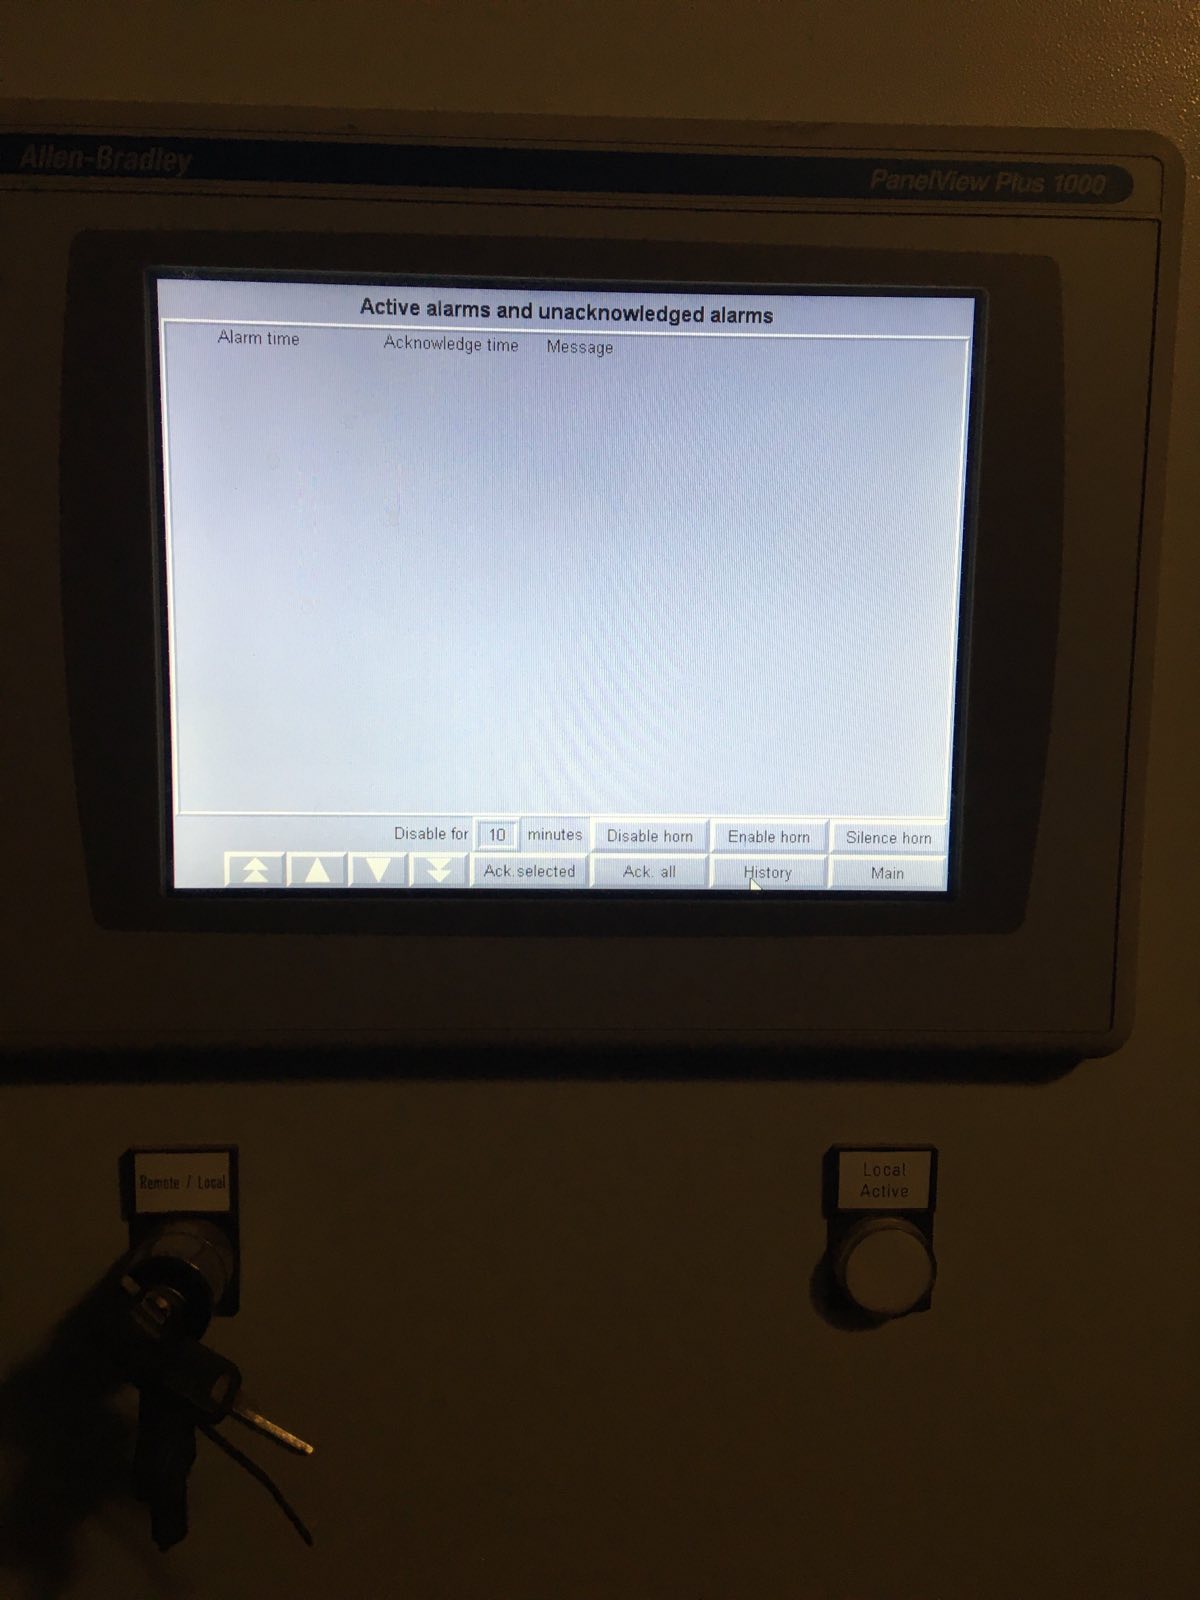 Allen-Bradley
PanelView Plus 1000
Active alarms and unacknowledged alarms
Alarm time Acknowledge time Message
Disable for 10 minutes Disable horn Enable horn Silence horn
Ack.selected Ack. all History Main
Remote / Local
Local
Active